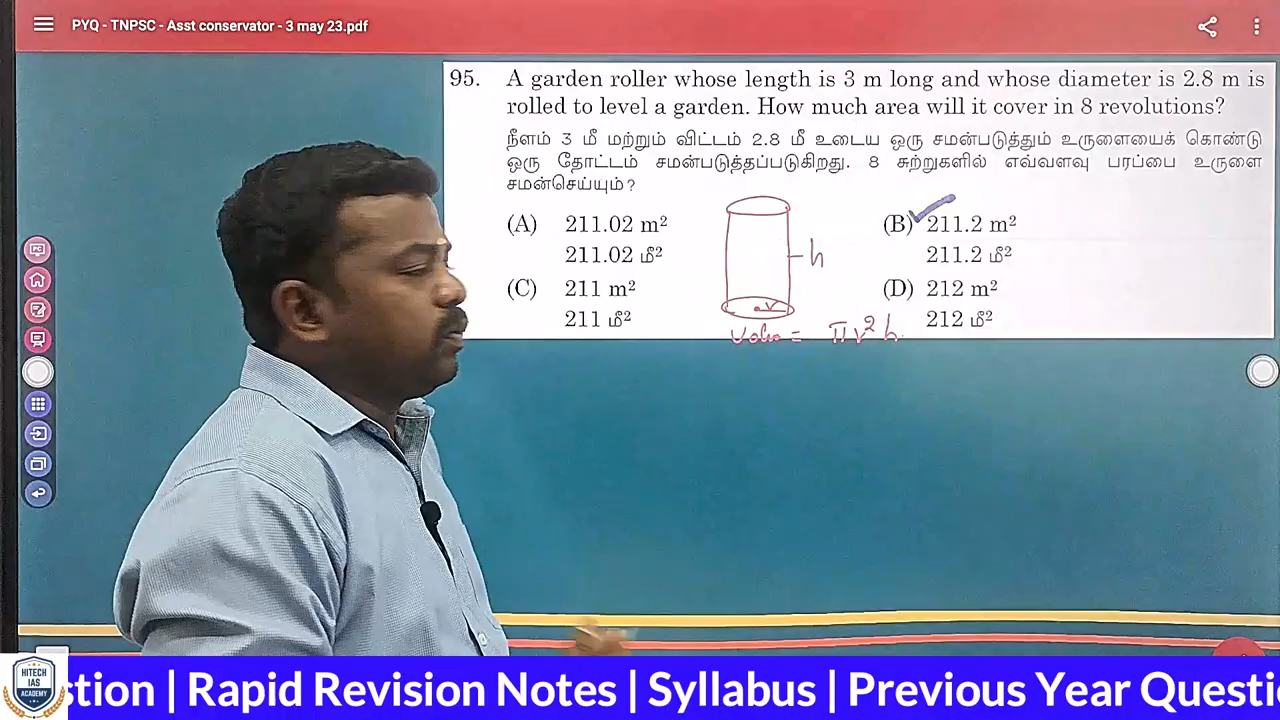 PYQ - TNPSC - Asst conservator - 3 may 23.pdf
95. A garden roller whose length is 3 m long and whose diameter is 2.8 m is
rolled to level a garden. How much area will it cover in 8 revolutions?
நீளம் 3 மீ மற்றும் விட்டம் 2.8 மீ உடைய ஒரு சமன்படுத்தும் உருளையைக் கொண்டு
ஒரு தோட்டம் சமன்படுத்தப்படுகிறது. 8 சுற்றுகளில் எவ்வளவு பரப்பை உருளை
சமன்செய்யும்?
(A) 211.02 m² (B) 211.2 m²
211.02 மீ² 211.2 மீ²
h
(C) 211 m² (D) 212 m²
211 மீ² 212 மீ²
r
= πr²h
PC
HITECH
IAS
ACADEMY
stion | Rapid Revision Notes | Syllabus | Previous Year Questi